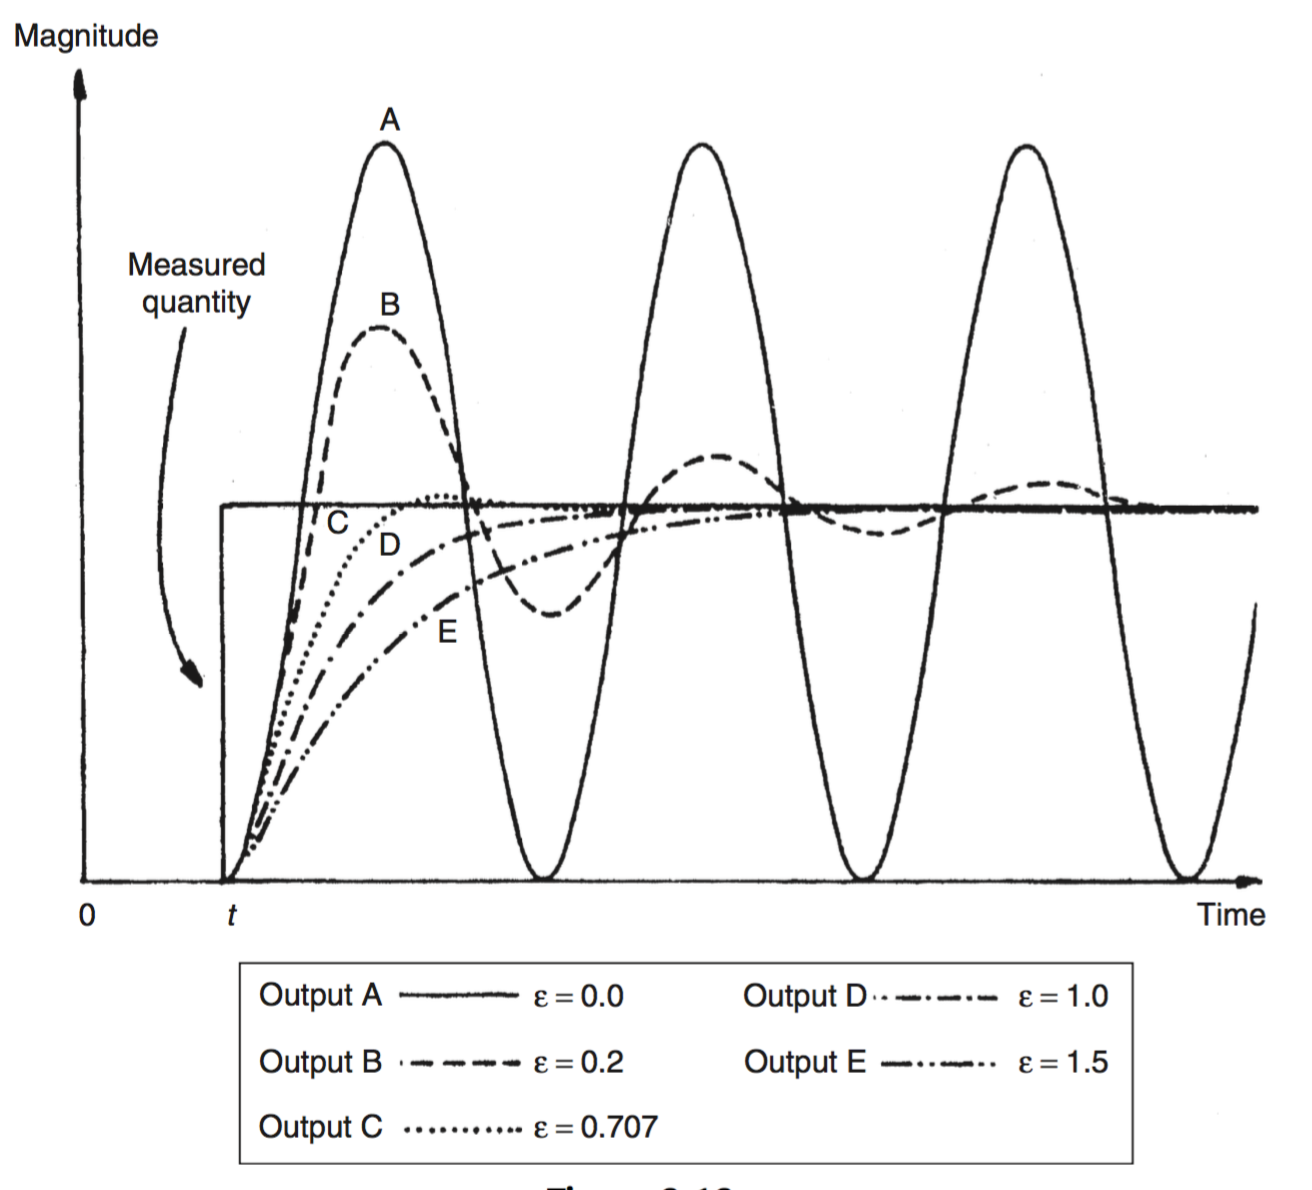 Magnitude
A
Measured
quantity
B
C
D
E
0
t
Time
Output A ε = 0.0
Output B ε = 0.2
Output C ε = 0.707
Output D ε = 1.0
Output E ε = 1.5